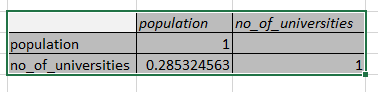 population no_of_universities
population 1
no_of_universities 0.285324563 1